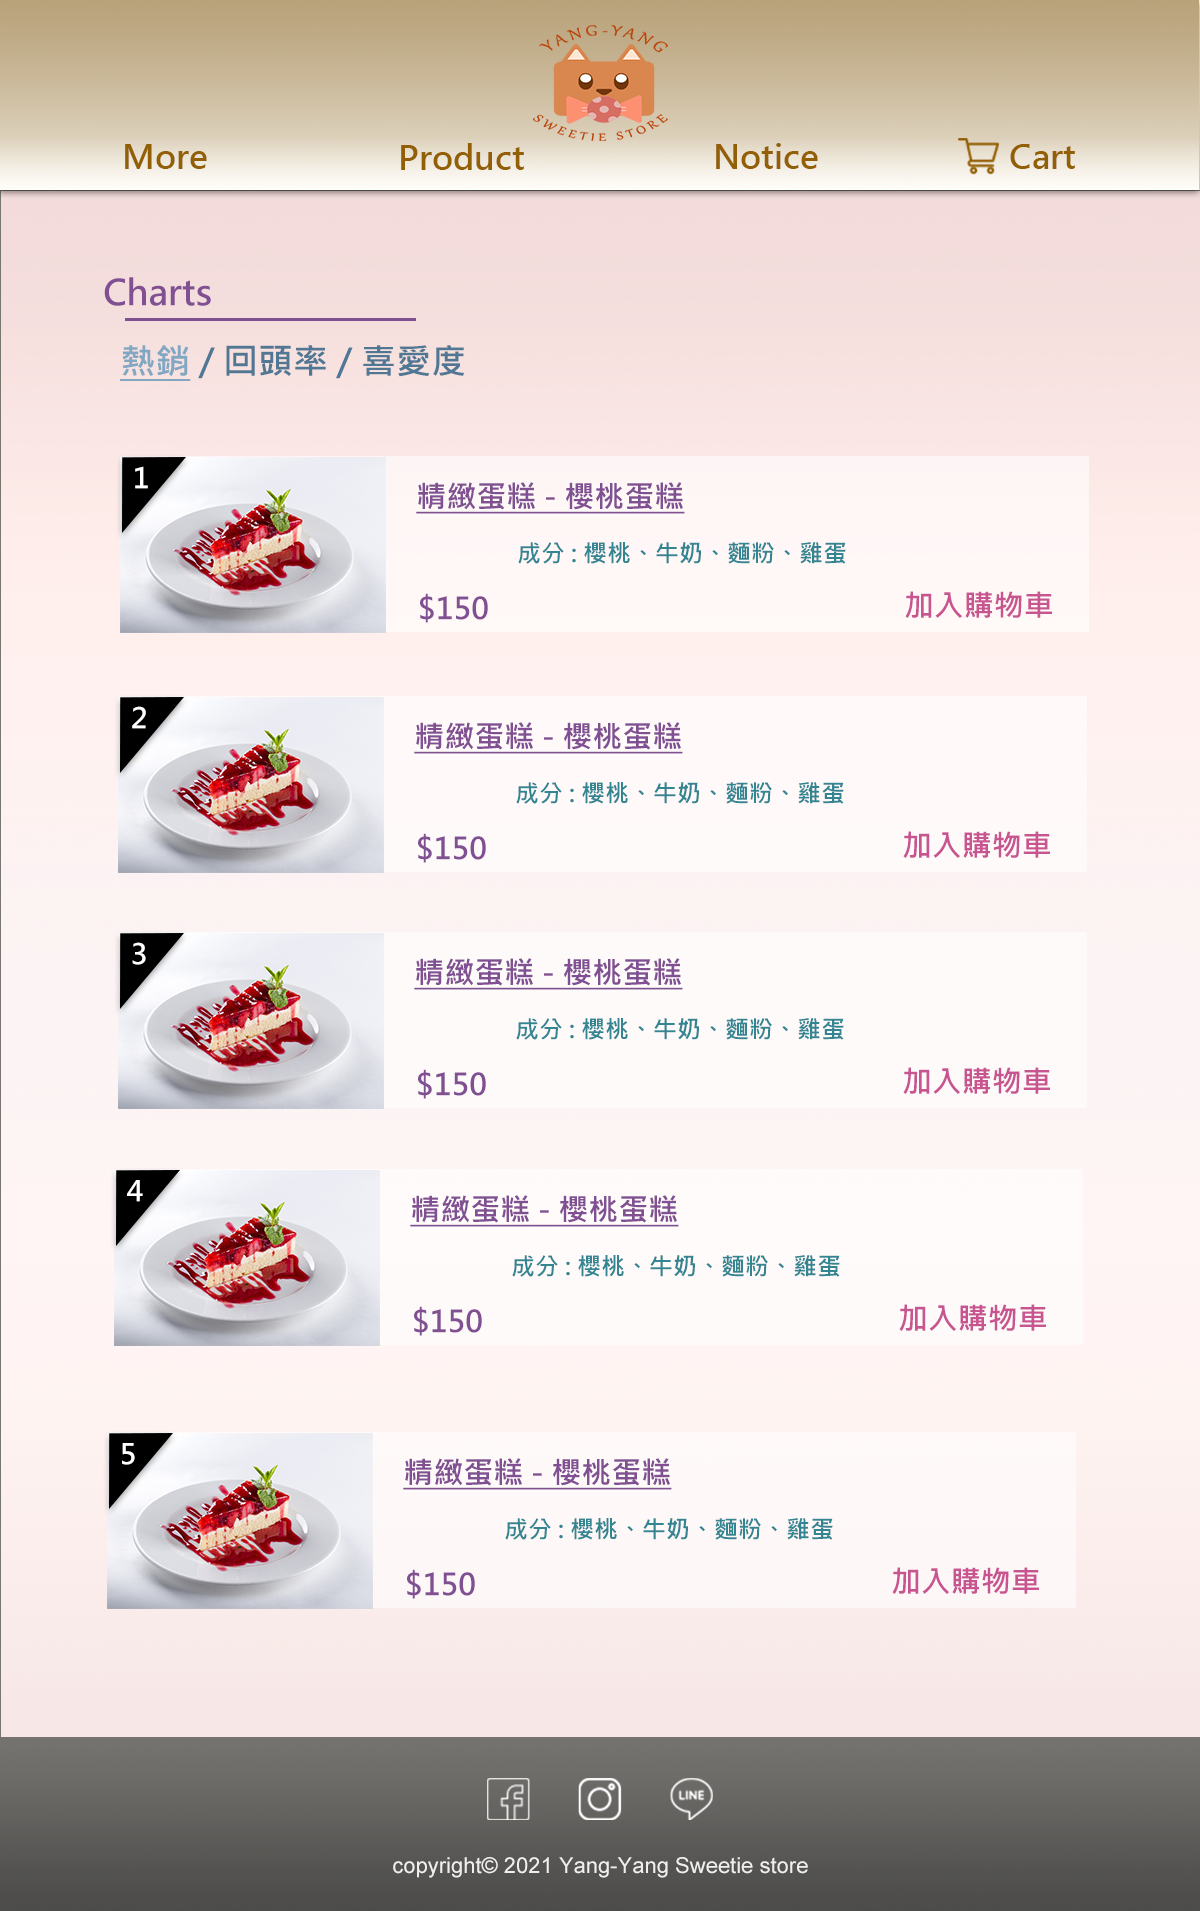 YANG-YANG
SWEETIE STORE
More
Product
Notice
Cart
Charts
熱銷 / 回頭率 / 喜愛度
1
精緻蛋糕 - 櫻桃蛋糕
成分 : 櫻桃、牛奶、麵粉、雞蛋
$150
加入購物車
2
精緻蛋糕 - 櫻桃蛋糕
成分 : 櫻桃、牛奶、麵粉、雞蛋
$150
加入購物車
3
精緻蛋糕 - 櫻桃蛋糕
成分 : 櫻桃、牛奶、麵粉、雞蛋
$150
加入購物車
4
精緻蛋糕 - 櫻桃蛋糕
成分 : 櫻桃、牛奶、麵粉、雞蛋
$150
加入購物車
5
精緻蛋糕 - 櫻桃蛋糕
成分 : 櫻桃、牛奶、麵粉、雞蛋
$150
加入購物車
LINE
copyright© 2021 Yang-Yang Sweetie store